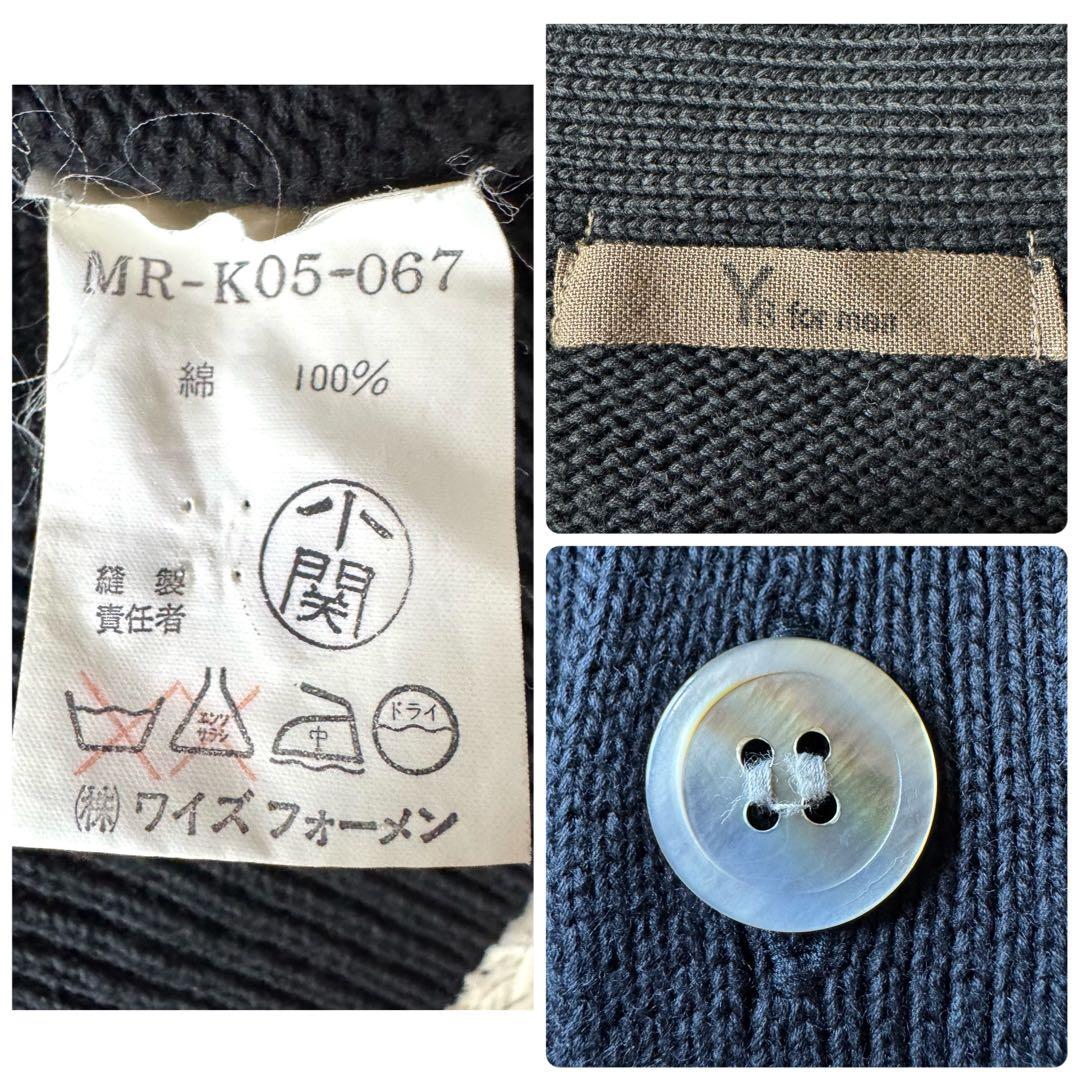 MR-K05-067
綿 100%
小関
縫製
責任者
エンソ
サラシ
中
ドライ
㈱ワイズフォーメン
Y's for men